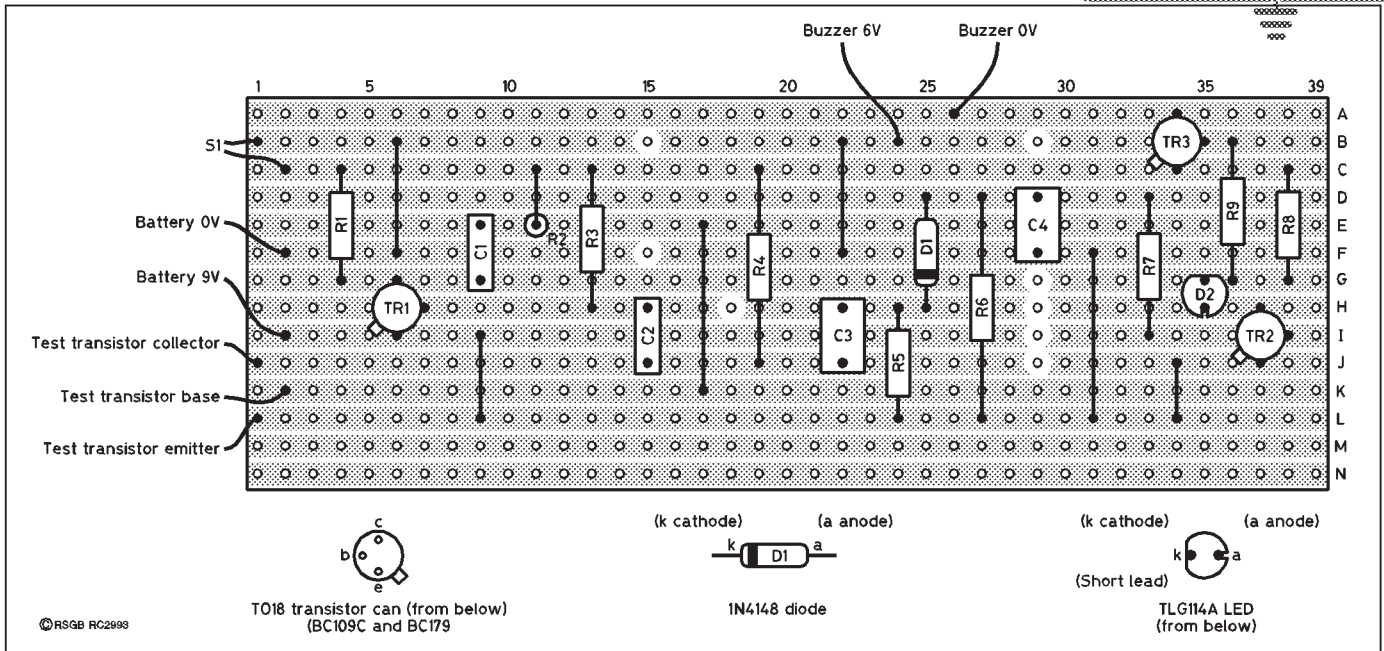 Buzzer 6V Buzzer 0V
1 5 10 15 20 25 30 35 39
A
S1 B TR3
C
R1 R2 R3 D1 C4 R9 R8 D
Battery 0V C1 E
R4 R7 F
Battery 9V D2 G
TR1 R6 H
Test transistor collector C2 C3 TR2 I
R5 J
Test transistor base K
L
Test transistor emitter M
N
c (k cathode) (a anode) (k cathode) (a anode)
b k D1 a k a
e (Short lead)
TO18 transistor can (from below) 1N4148 diode TLG114A LED
(BC109C and BC179 (from below)
©RSGB RC2993